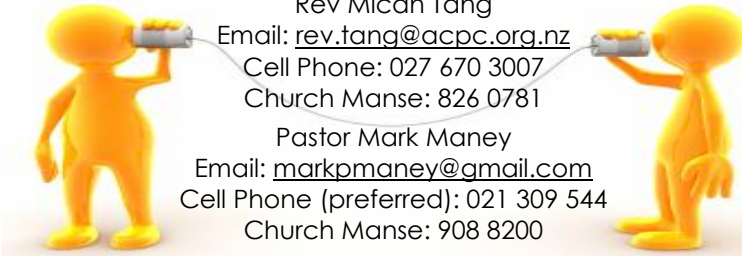 Rev Mican Tang
Email: rev.tang@acpc.org.nz
Cell Phone: 027 670 3007
Church Manse: 826 0781
Pastor Mark Maney
Email: markpmaney@gmail.com
Cell Phone (preferred): 021 309 544
Church Manse: 908 8200